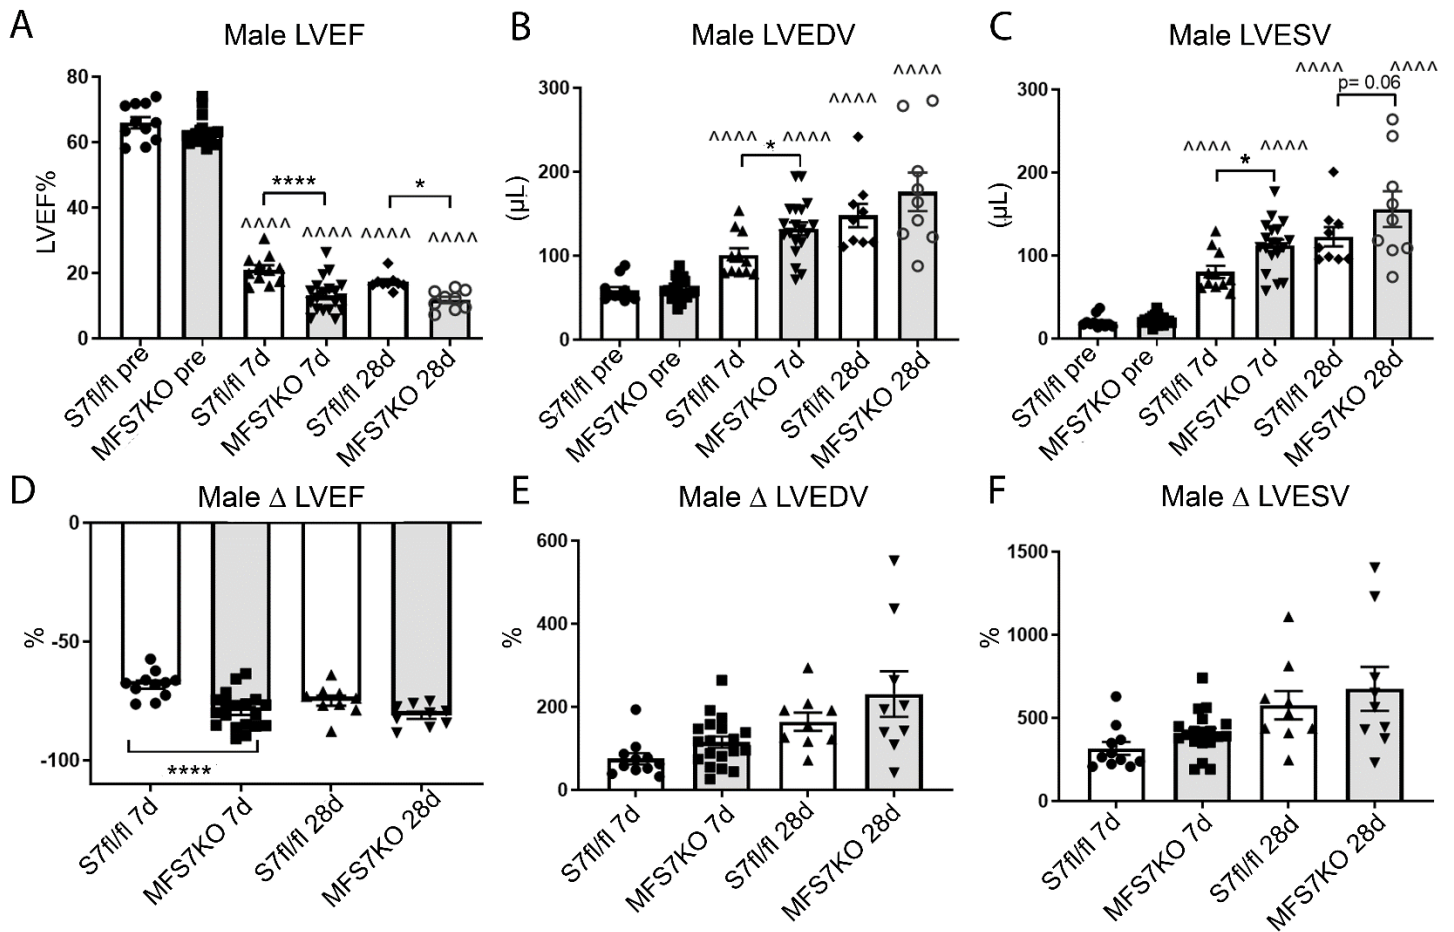 A
Male LVEF
LVEF%
80
60
40
20
0
****
*
^^^^
^^^^
^^^^
^^^^
S7fl/fl pre
MFS7KO pre
S7fl/fl 7d
MFS7KO 7d
S7fl/fl 28d
MFS7KO 28d
B
Male LVEDV
(µL)
300
200
100
0
^^^^
*
^^^^
^^^^
^^^^
S7fl/fl pre
MFS7KO pre
S7fl/fl 7d
MFS7KO 7d
S7fl/fl 28d
MFS7KO 28d
C
Male LVESV
(µL)
300
200
100
0
^^^^
^^^^
p= 0.06
^^^^
*
^^^^
S7fl/fl pre
MFS7KO pre
S7fl/fl 7d
MFS7KO 7d
S7fl/fl 28d
MFS7KO 28d
D
Male Δ LVEF
%
0
-50
-100
****
S7fl/fl 7d
MFS7KO 7d
S7fl/fl 28d
MFS7KO 28d
E
Male Δ LVEDV
%
600
400
200
0
S7fl/fl 7d
MFS7KO 7d
S7fl/fl 28d
MFS7KO 28d
F
Male Δ LVESV
%
1500
1000
500
0
S7fl/fl 7d
MFS7KO 7d
S7fl/fl 28d
MFS7KO 28d